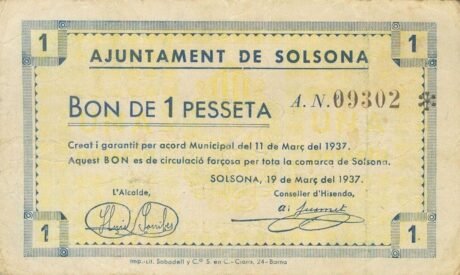 1 1
AJUNTAMENT DE SOLSONA
BON DE 1 PESSETA A. N. 09302
Creat i garantit per acord Municipal del 11 de Març del 1937.
Aquest BON es de circulació forçosa per tota la comarca de Solsona.
SOLSONA, 19 de Març del 1937.
L'Alcalde, Conseller d'Hisenda,
1 1
Imp.-Lit. Sabadell y C.ª S. en C.-Ciaris, 24-Barna